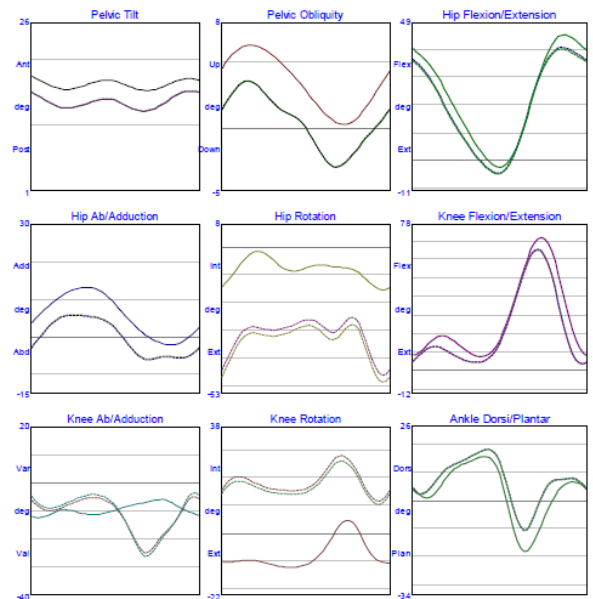 Pelvic Tilt
26
Ant
deg
Post
1
Pelvic Obliquity
8
Up
deg
Down
-5
Hip Flexion/Extension
49
Flex
deg
Ext
-11
Hip Ab/Adduction
30
Add
deg
Abd
-15
Hip Rotation
8
Int
deg
Ext
-53
Knee Flexion/Extension
78
Flex
deg
Ext
-12
Knee Ab/Adduction
20
Var
deg
Val
-40
Knee Rotation
38
Int
deg
Ext
-22
Ankle Dorsi/Plantar
26
Dors
deg
Plan
-34